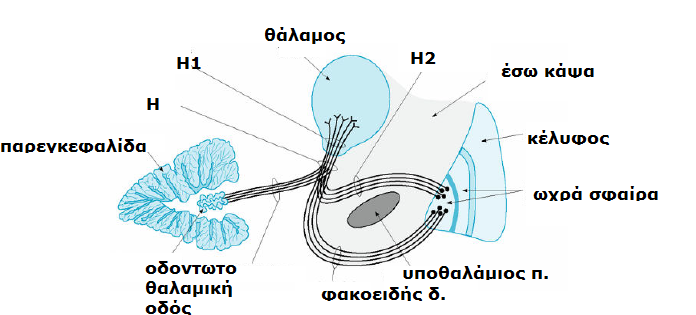 θάλαμος
H1
H2
έσω κάψα
H
κέλυφος
παρεγκεφαλίδα
ωχρά σφαίρα
οδοντωτο
θαλαμική
οδός
υποθαλάμιος π.
φακοειδής δ.